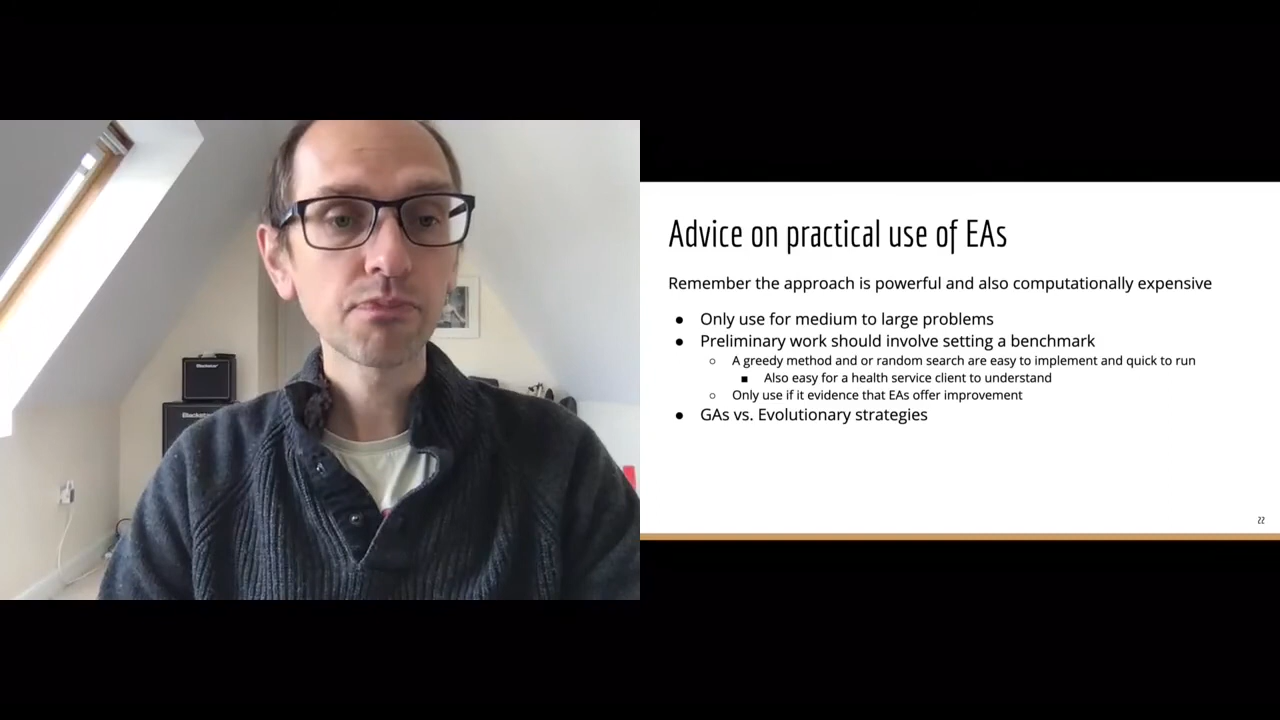 Blackstar
Blackstar
Advice on practical use of EAs
Remember the approach is powerful and also computationally expensive
● Only use for medium to large problems
● Preliminary work should involve setting a benchmark
○ A greedy method and or random search are easy to implement and quick to run
■ Also easy for a health service client to understand
○ Only use if it evidence that EAs offer improvement
● GAs vs. Evolutionary strategies
22